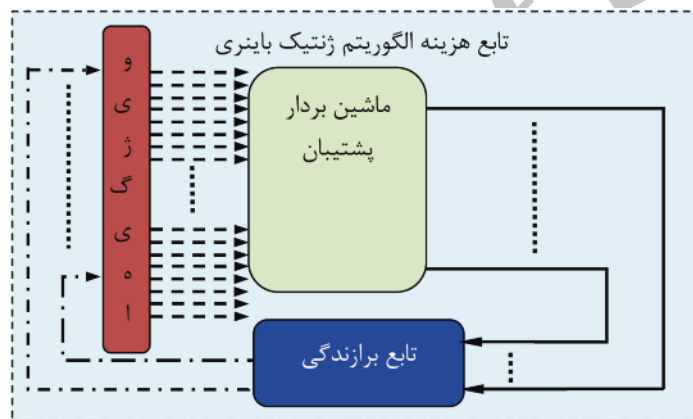 تابع هزینه الگوریتم ژنتیک باینری
و
ی
ژ
گ
ی
ه
ا
ماشین بردار
پشتیبان
تابع برازندگی